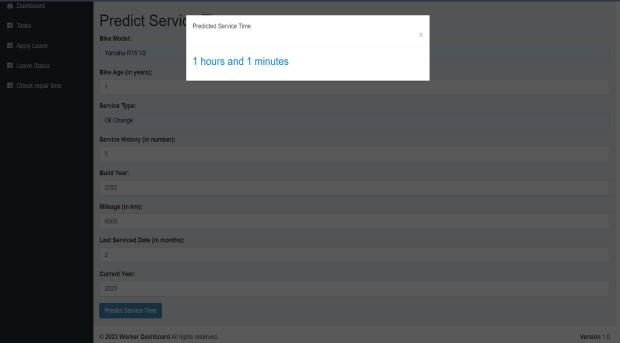 Dashboard
Tasks
Apply Leave
Leave Status
Check repair time
Predict Servic
Predicted Service Time
x
1 hours and 1 minutes
Bike Model:
Yamaha R15 V2
Bike Age (in years):
1
Service Type:
Oil Change
Service History (in number):
5
Build Year:
2022
Mileage (in km):
6000
Last Serviced Date (in months):
2
Current Year:
2023
Predict Service Time
© 2023 Worker Dashboard All rights reserved.
Version 1.0